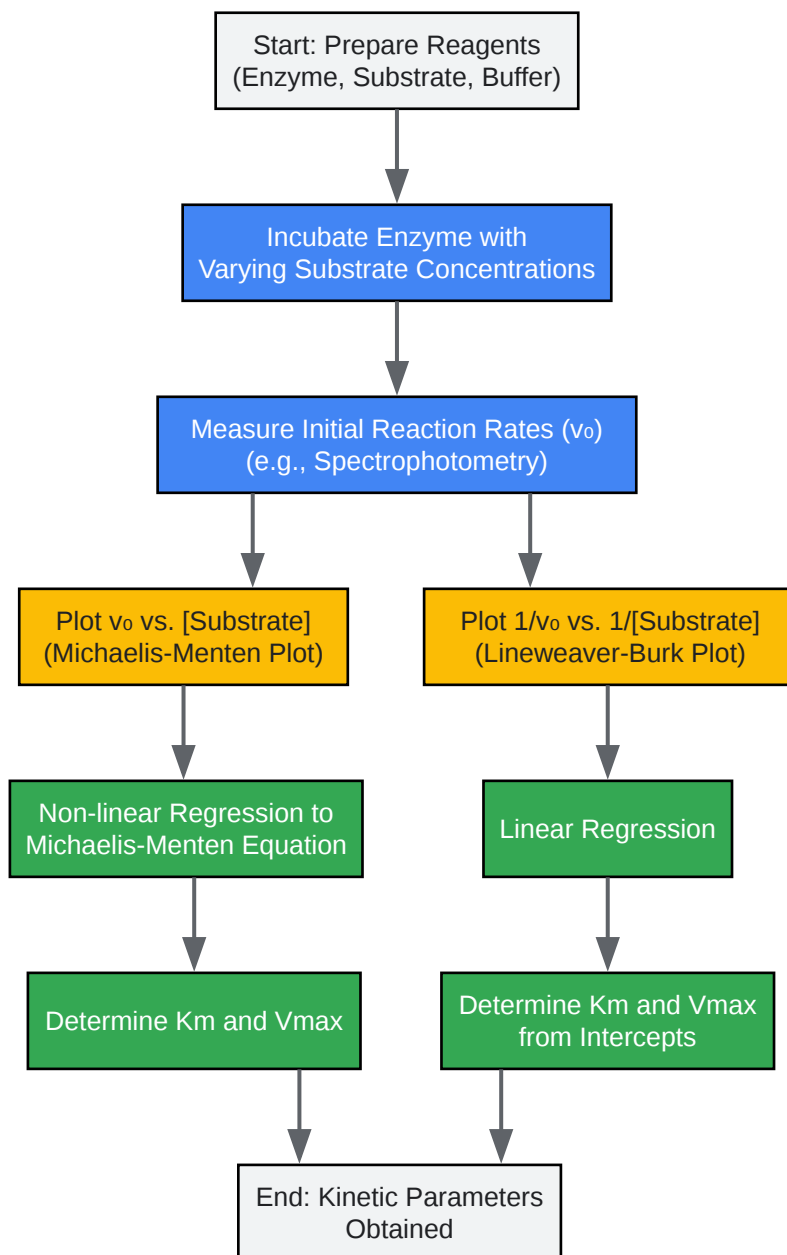 Start: Prepare Reagents
(Enzyme, Substrate, Buffer)
Incubate Enzyme with
Varying Substrate Concentrations
Measure Initial Reaction Rates (v₀)
(e.g., Spectrophotometry)
Plot v₀ vs. [Substrate]
(Michaelis-Menten Plot)
Plot 1/v₀ vs. 1/[Substrate]
(Lineweaver-Burk Plot)
Non-linear Regression to
Michaelis-Menten Equation
Linear Regression
Determine Km and Vmax
Determine Km and Vmax
from Intercepts
End: Kinetic Parameters
Obtained